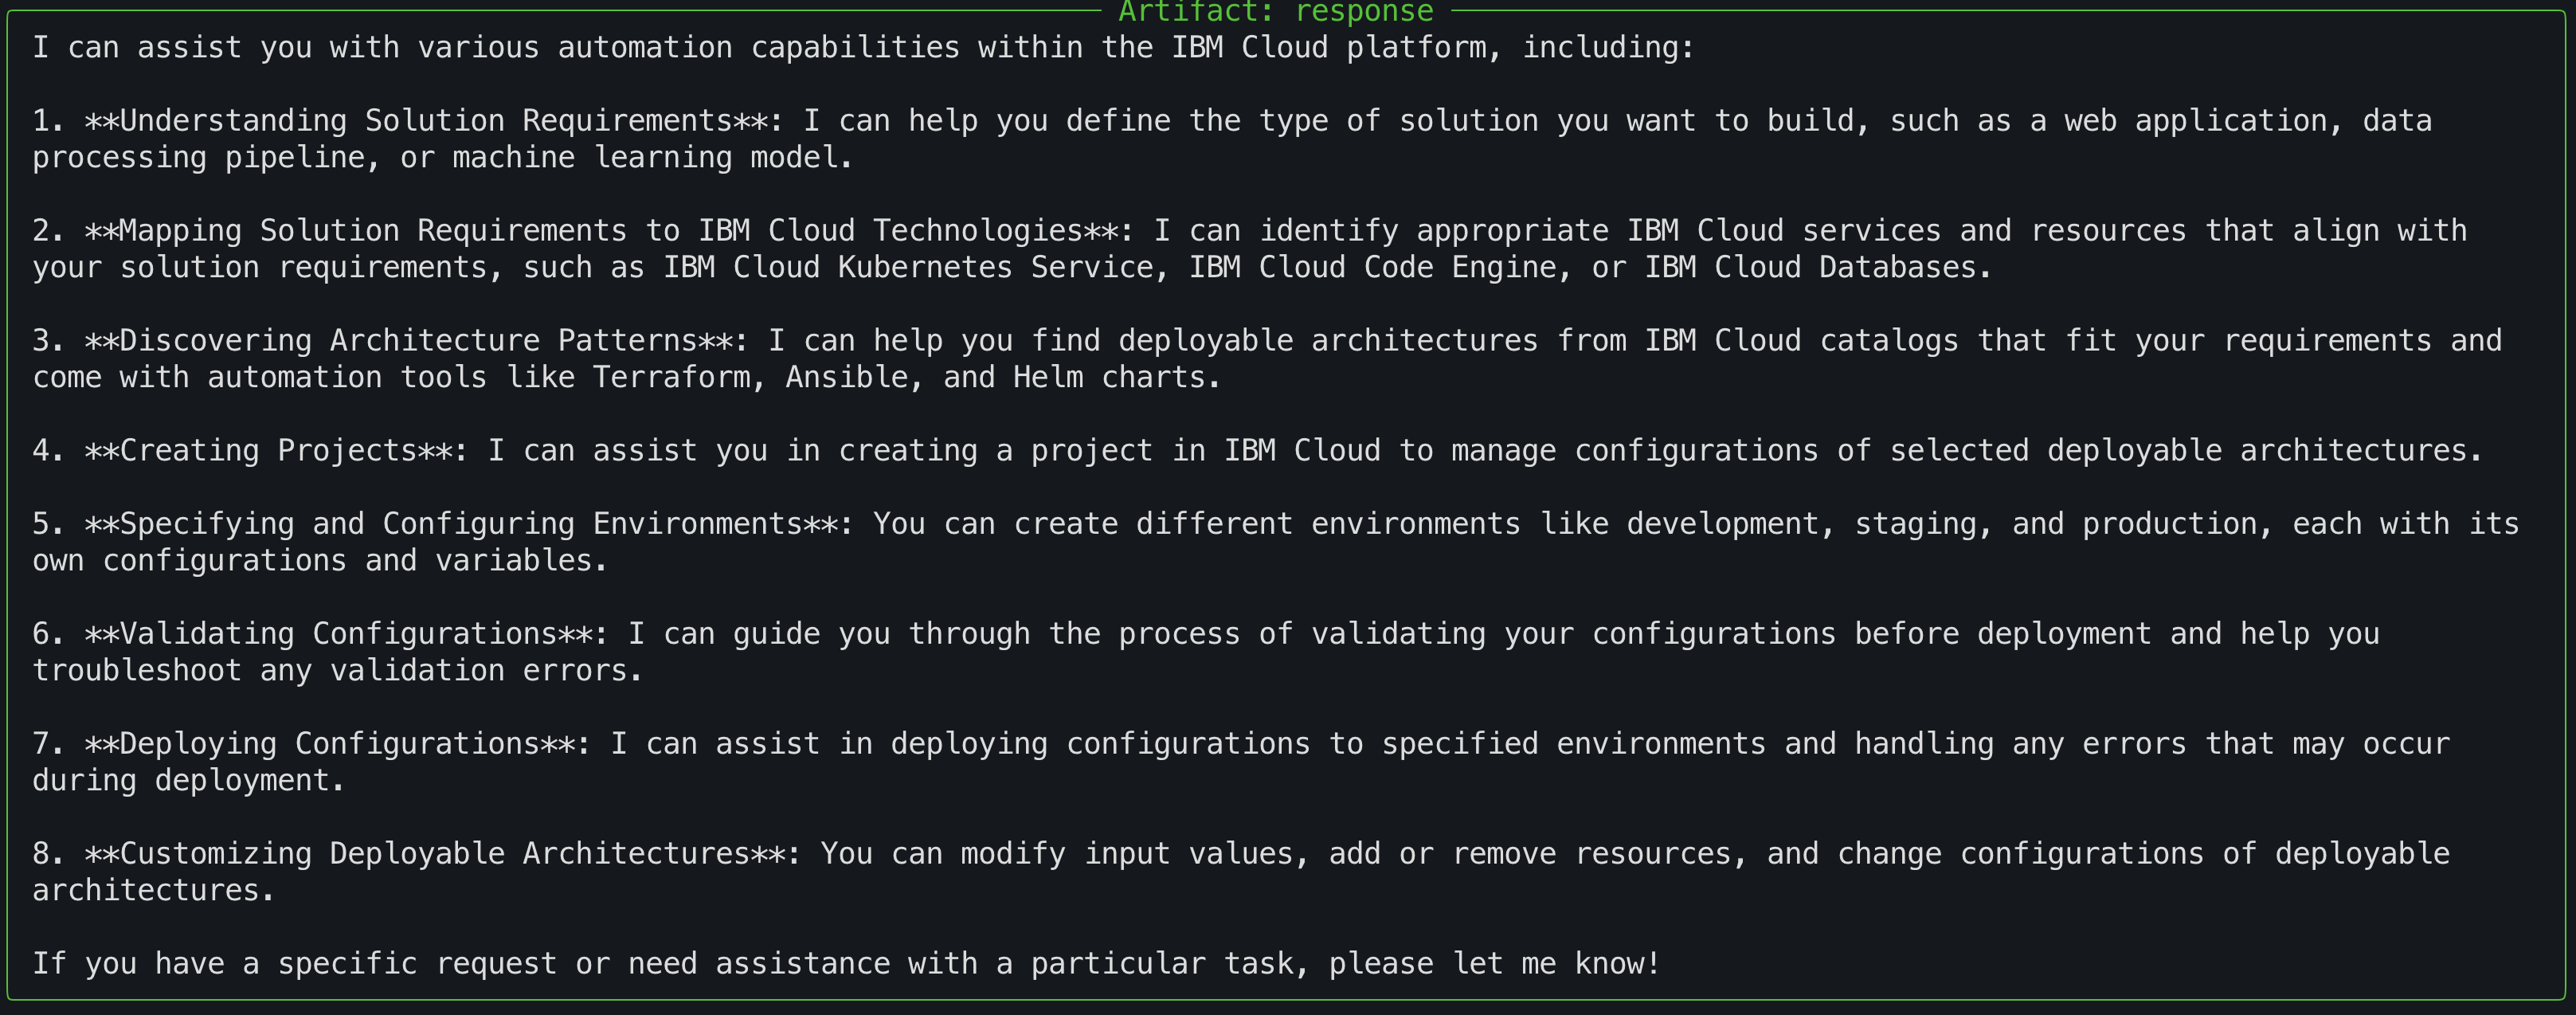 Artifact: response
I can assist you with various automation capabilities within the IBM Cloud platform, including:
1. **Understanding Solution Requirements**: I can help you define the type of solution you want to build, such as a web application, data
processing pipeline, or machine learning model.
2. **Mapping Solution Requirements to IBM Cloud Technologies**: I can identify appropriate IBM Cloud services and resources that align with
your solution requirements, such as IBM Cloud Kubernetes Service, IBM Cloud Code Engine, or IBM Cloud Databases.
3. **Discovering Architecture Patterns**: I can help you find deployable architectures from IBM Cloud catalogs that fit your requirements and
come with automation tools like Terraform, Ansible, and Helm charts.
4. **Creating Projects**: I can assist you in creating a project in IBM Cloud to manage configurations of selected deployable architectures.
5. **Specifying and Configuring Environments**: You can create different environments like development, staging, and production, each with its
own configurations and variables.
6. **Validating Configurations**: I can guide you through the process of validating your configurations before deployment and help you
troubleshoot any validation errors.
7. **Deploying Configurations**: I can assist in deploying configurations to specified environments and handling any errors that may occur
during deployment.
8. **Customizing Deployable Architectures**: You can modify input values, add or remove resources, and change configurations of deployable
architectures.
If you have a specific request or need assistance with a particular task, please let me know!